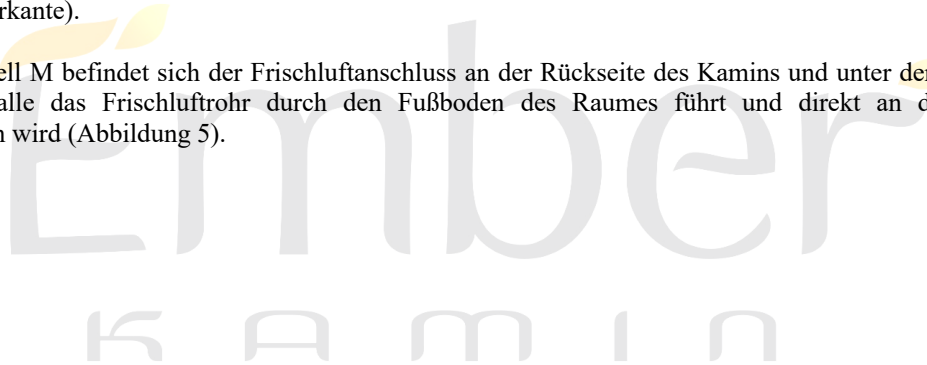 rkante).
ell M befindet sich der Frischluftanschluss an der Rückseite des Kamins und unter der
alle das Frischluftrohr durch den Fußboden des Raumes führt und direkt an d
n wird (Abbildung 5).
Ember
KAMIN